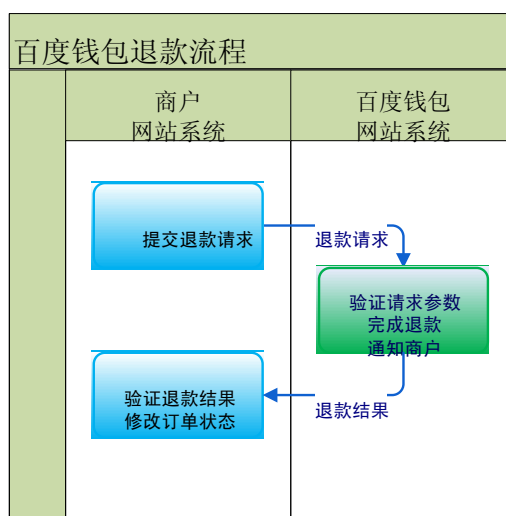 百度钱包退款流程
商户
网站系统
百度钱包
网站系统
提交退款请求
退款请求
验证请求参数
完成退款
通知商户
验证退款结果
修改订单状态
退款结果